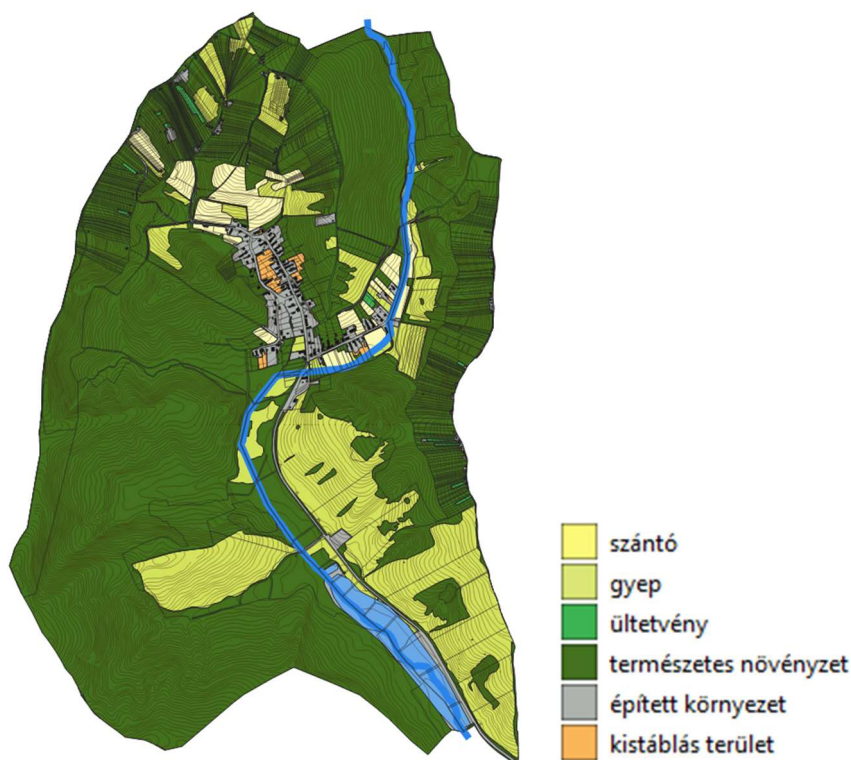 szántó
gyep
ültetvény
természetes növényzet
épített környezet
kistáblás terület